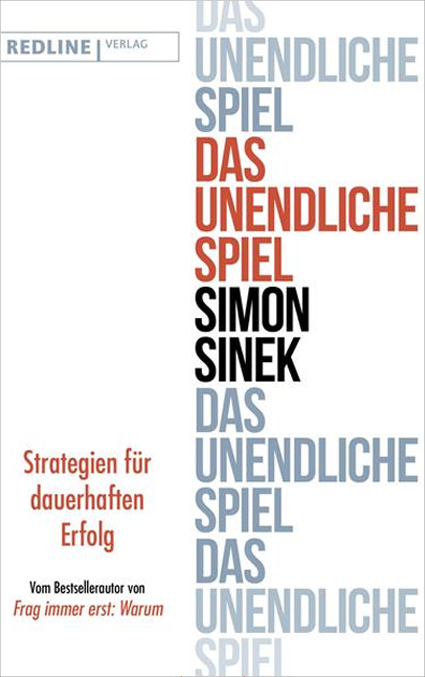 REDLINE VERLAG
DAS
UNENDLICHE
SPIEL
DAS
UNENDLICHE
SPIEL
SIMON
SINEK
DAS
UNENDLICHE
SPIEL
DAS
UNENDLICHE
SPIEL
Strategien für
dauerhaften
Erfolg
Vom Bestsellerautor von
Frag immer erst: Warum